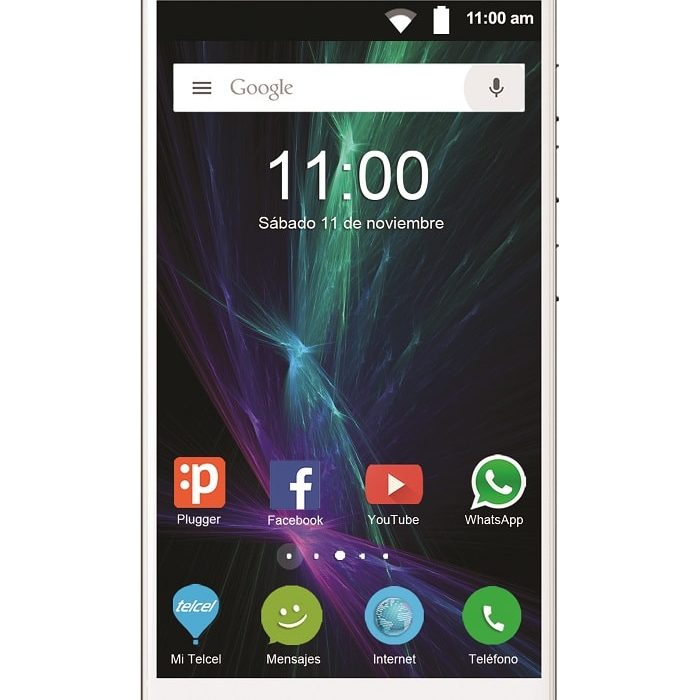 11:00 am
Google
11:00
Sábado 11 de noviembre
:p
f
Plugger
Facebook
YouTube
WhatsApp
telcel
Mi Telcel
Mensajes
Internet
Teléfono